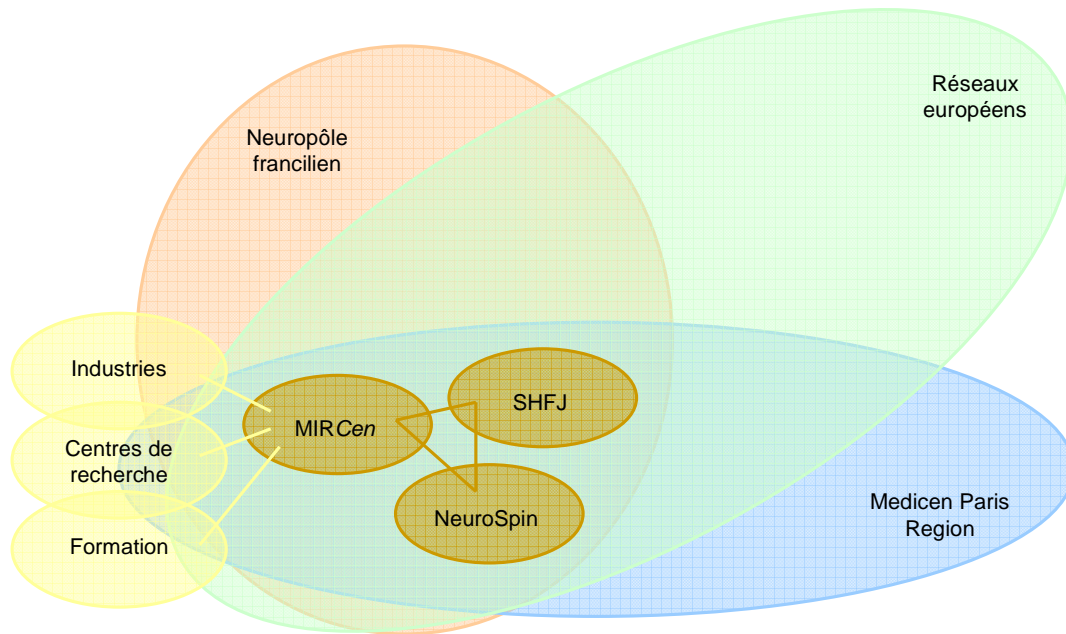 Réseaux
européens
Neuropôle
francilien
Industries
SHFJ
MIRCen
Centres de
recherche
NeuroSpin
Medicen Paris
Region
Formation